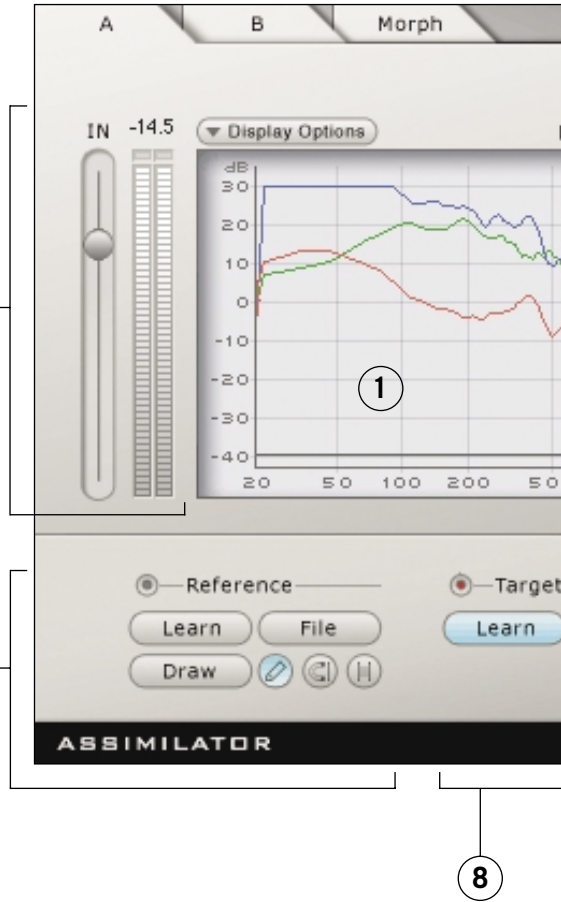 A B Morph
IN -14.5 Display Options
dB
30
20
10
0
-10
-20
-30
-40
1
20 50 100 200
Reference Target
Learn File Learn
Draw
ASSIMILATOR
8